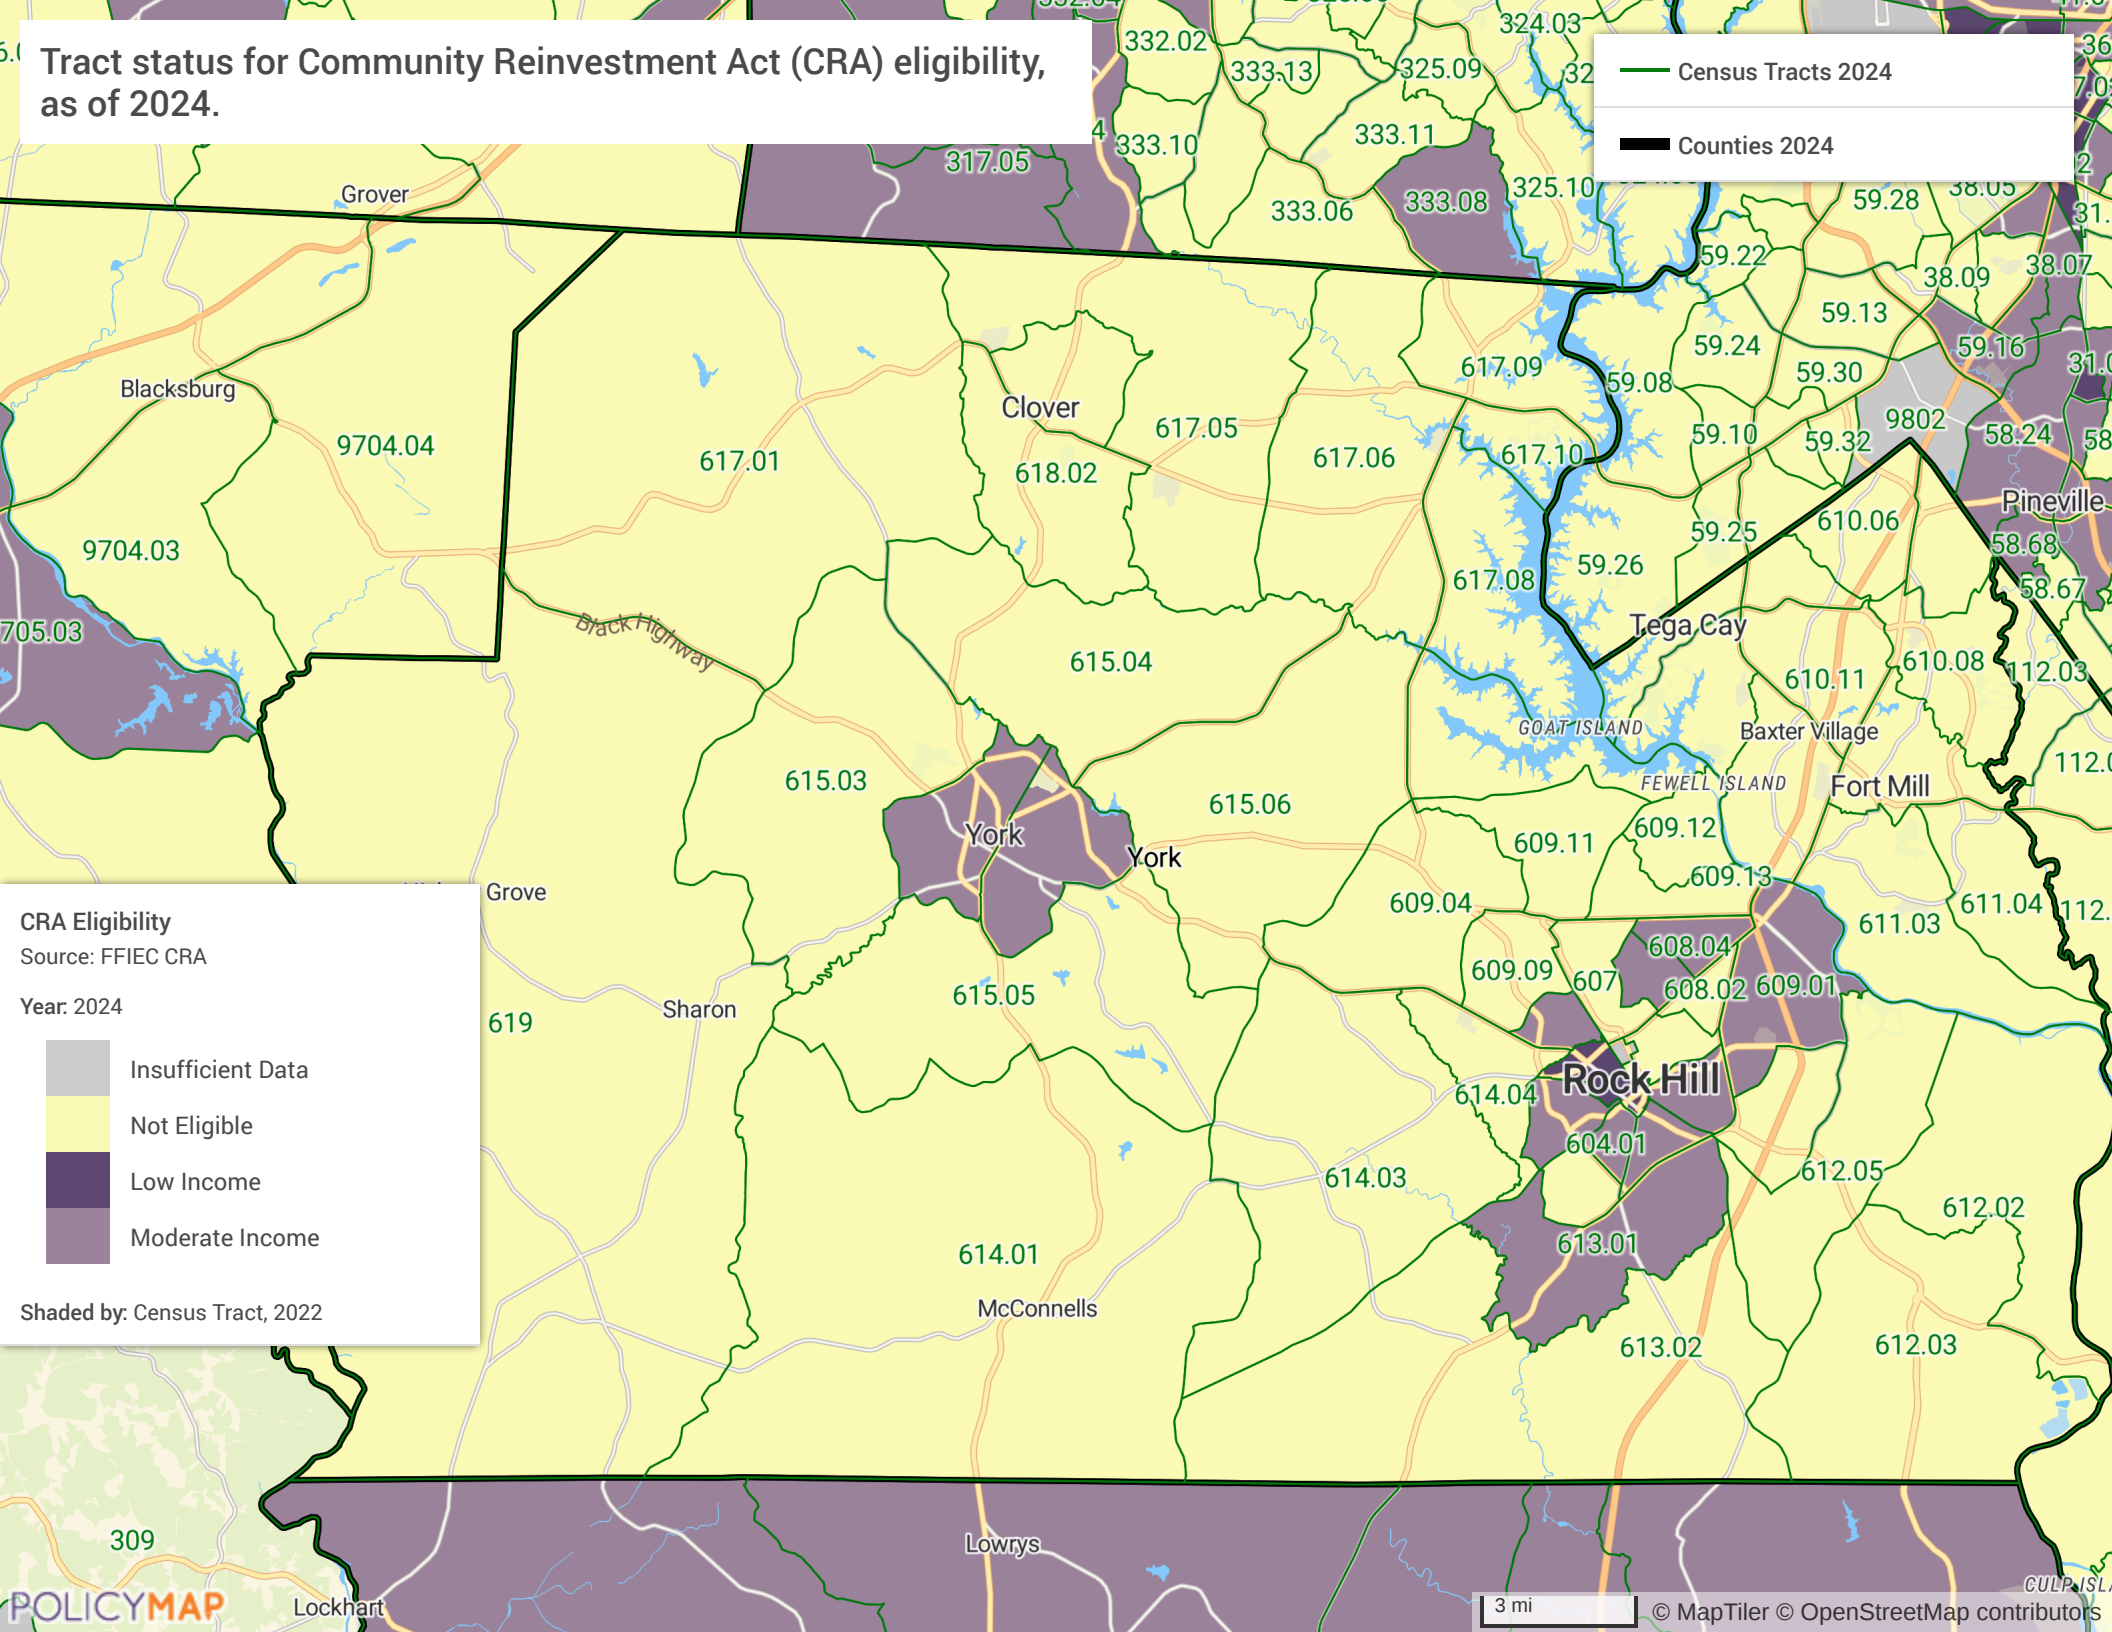 Tract status for Community Reinvestment Act (CRA) eligibility,
as of 2024.
Census Tracts 2024
Counties 2024
332.02
324.03
333.13
325.09
333.10
333.11
317.05
333.06
333.08
325.10
59.28
38.05
Grover
59.22
38.09
38.07
59.13
59.24
59.16
617.09
59.08
59.30
Blacksburg
Clover
9704.04
617.05
617.01
618.02
617.06
617.10
59.10
59.32
9802
58.24
Pineville
9704.03
610.06
59.25
58.68
617.08
59.26
58.67
705.03
Black Highway
Tega Cay
615.04
610.11
610.08
112.03
GOAT ISLAND
Baxter Village
615.03
615.06
FEWELL ISLAND
Fort Mill
York
York
609.11
609.12
609.13
Grove
609.04
611.03
611.04
112.
608.04
609.09
607
608.02
609.01
615.05
Sharon
619
Rock Hill
614.04
604.01
614.03
612.05
612.02
614.01
613.01
McConnells
613.02
612.03
CRA Eligibility
Source: FFIEC CRA
Year: 2024
Insufficient Data
Not Eligible
Low Income
Moderate Income
Shaded by: Census Tract, 2022
309
Lowrys
Lockhart
POLICYMAP
3 mi
© MapTiler © OpenStreetMap contributors